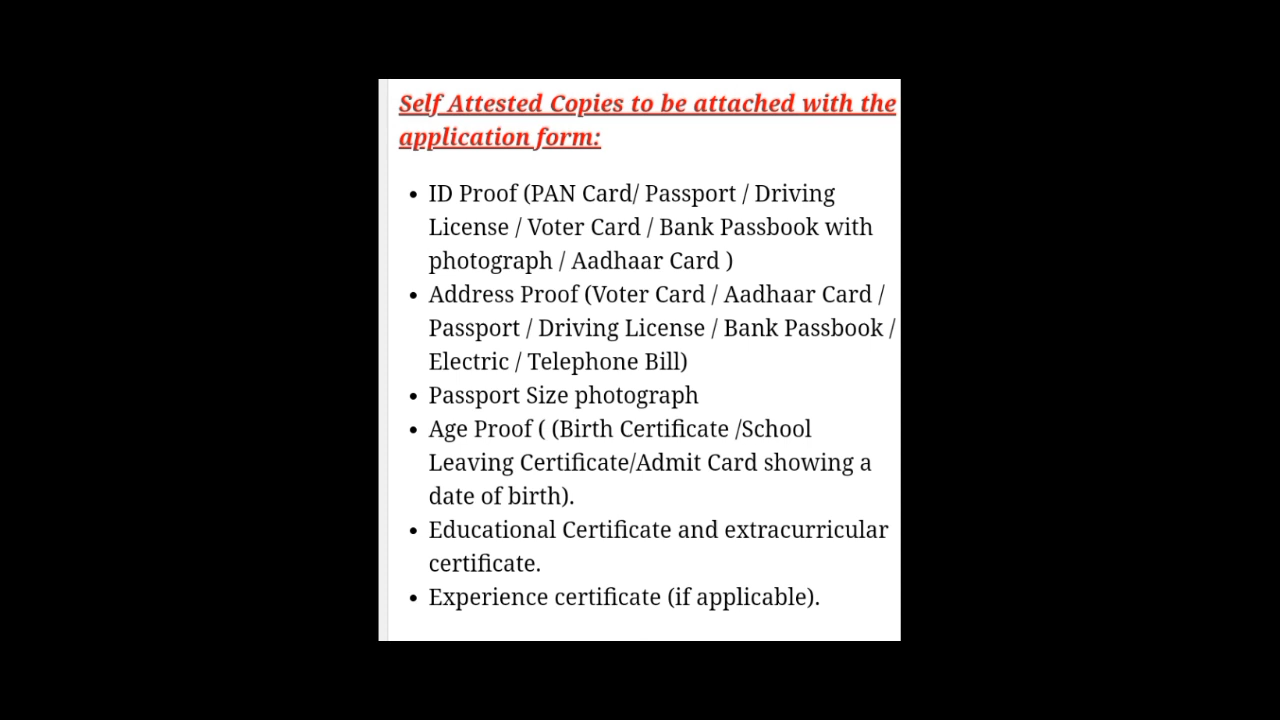 Self Attested Copies to be attached with the
application form:
• ID Proof (PAN Card/ Passport / Driving
License / Voter Card / Bank Passbook with
photograph / Aadhaar Card )
• Address Proof (Voter Card / Aadhaar Card /
Passport / Driving License / Bank Passbook /
Electric / Telephone Bill)
• Passport Size photograph
• Age Proof ( (Birth Certificate /School
Leaving Certificate/Admit Card showing a
date of birth).
• Educational Certificate and extracurricular
certificate.
• Experience certificate (if applicable).